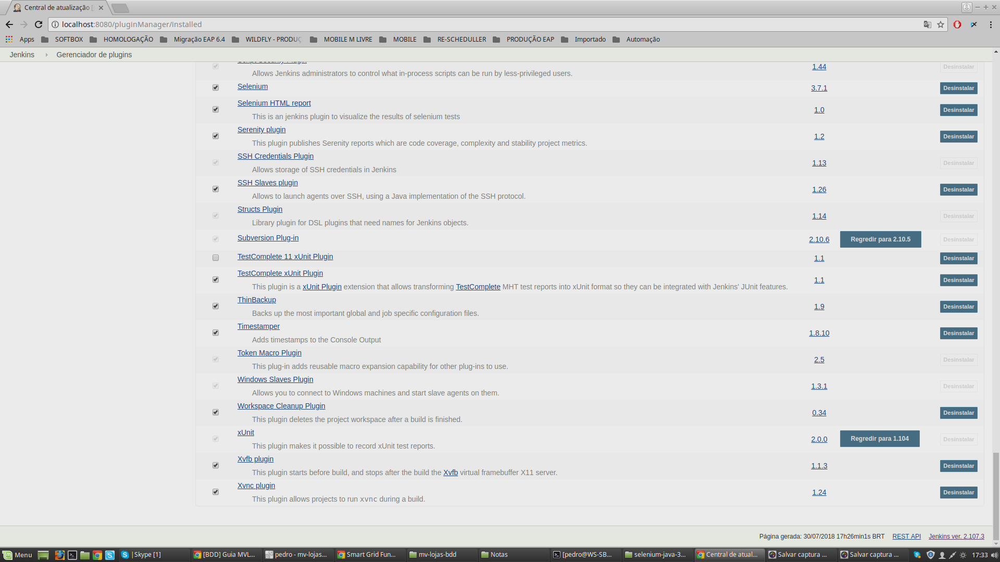 Central de atualização [
localhost:8080/pluginManager/installed
Apps SOFTBOX HOMOLOGAÇÃO Migração EAP 6.4 WILDFLY - PRODUÇ MOBILE M LIVRE MOBILE RE-SCHEDULLER PRODUÇÃO EAP Importado Automação
Jenkins Gerenciador de plugins
Script Security Plugin
Allows Jenkins administrators to control what in-process scripts can be run by less-privileged users.
1.44 Desinstalar
Selenium 3.7.1 Desinstalar
Selenium HTML report
This is an jenkins plugin to visualize the results of selenium tests
1.0 Desinstalar
Serenity plugin
This plugin publishes Serenity reports which are code coverage, complexity and stability project metrics.
1.2 Desinstalar
SSH Credentials Plugin
Allows storage of SSH credentials in Jenkins
1.13 Desinstalar
SSH Slaves plugin
Allows to launch agents over SSH, using a Java implementation of the SSH protocol.
1.26 Desinstalar
Structs Plugin
Library plugin for DSL plugins that need names for Jenkins objects.
1.14 Desinstalar
Subversion Plug-in 2.10.6 Regredir para 2.10.5 Desinstalar
TestComplete 11 xUnit Plugin 1.1 Desinstalar
TestComplete xUnit Plugin
This plugin is a xUnit Plugin extension that allows transforming TestComplete MHT test reports into xUnit format so they can be integrated with Jenkins' JUnit features.
1.1 Desinstalar
ThinBackup
Backs up the most important global and job specific configuration files.
1.9 Desinstalar
Timestamper
Adds timestamps to the Console Output
1.8.10 Desinstalar
Token Macro Plugin
This plug-in adds reusable macro expansion capability for other plug-ins to use.
2.5 Desinstalar
Windows Slaves Plugin
Allows you to connect to Windows machines and start slave agents on them.
1.3.1 Desinstalar
Workspace Cleanup Plugin
This plugin deletes the project workspace after a build is finished.
0.34 Desinstalar
xUnit
This plugin makes it possible to record xUnit test reports.
2.0.0 Regredir para 1.104 Desinstalar
Xvfb plugin
This plugin starts before build, and stops after the build the Xvfb virtual framebuffer X11 server.
1.1.3 Desinstalar
Xvnc plugin
This plugin allows projects to run xvnc during a build.
1.24 Desinstalar
Página gerada: 30/07/2018 17h26min1s BRT REST API Jenkins ver. 2.107.3
Menu |Skype [1] [BDD] Guia MVL... pedro - mv-lojas... Smart Grid Fun... mv-lojas-bdd Notas [pedro@WS-SB... selenium-java-3... Central de atual... Salvar captura ... Salvar captura ... 17:33